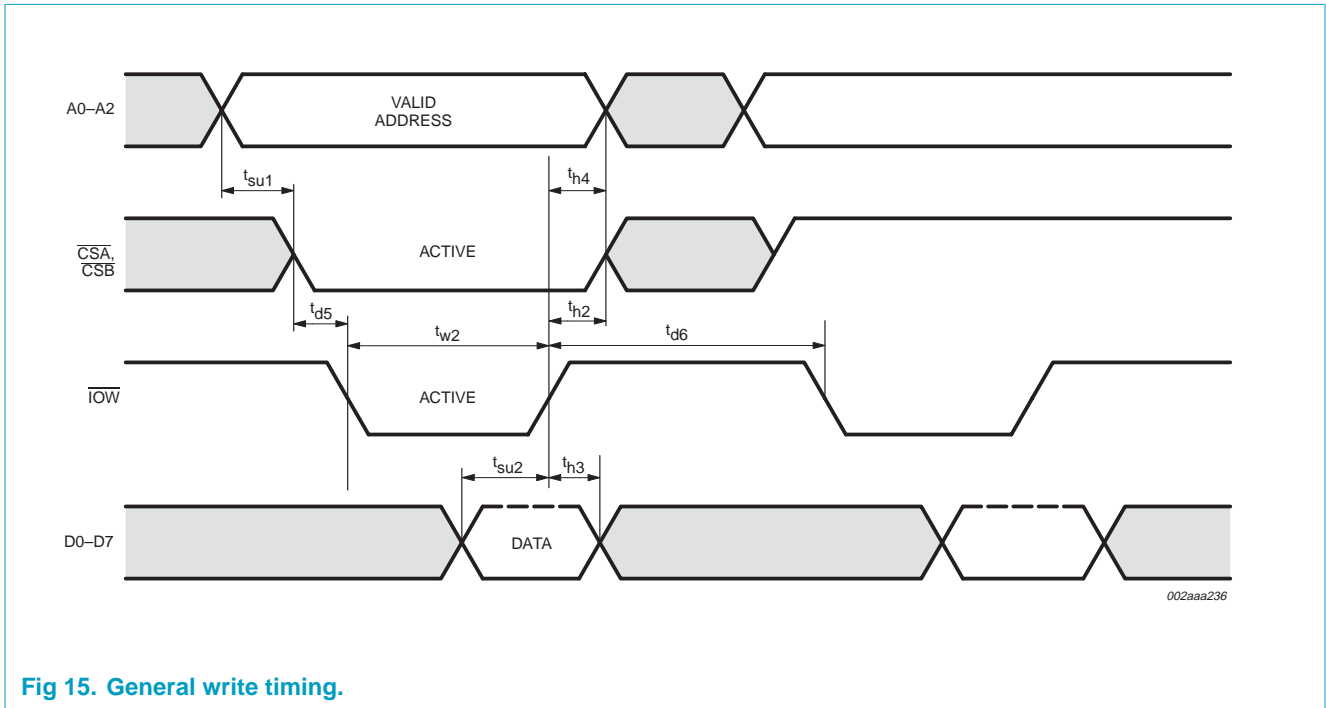 A0–A2
VALID
ADDRESS
tsu1
th4
CSA,
CSB
ACTIVE
td5
th2
tw2
td6
IOW
ACTIVE
tsu2
th3
D0–D7
DATA
002aaa236
Fig 15. General write timing.